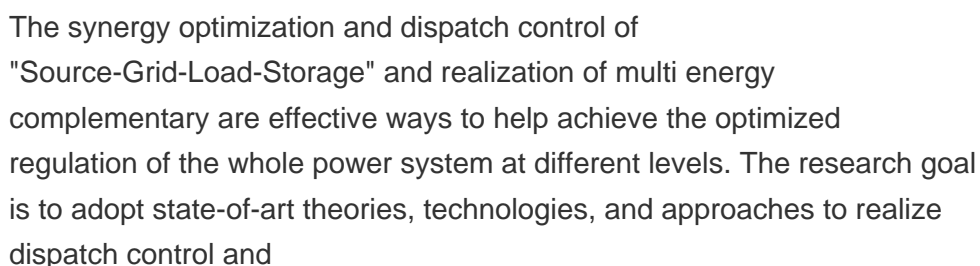 The synergy optimization and dispatch control of
"Source-Grid-Load-Storage" and realization of multi energy
complementary are effective ways to help achieve the optimized
regulation of the whole power system at different levels. The research goal
is to adopt state-of-art theories, technologies, and approaches to realize
dispatch control and